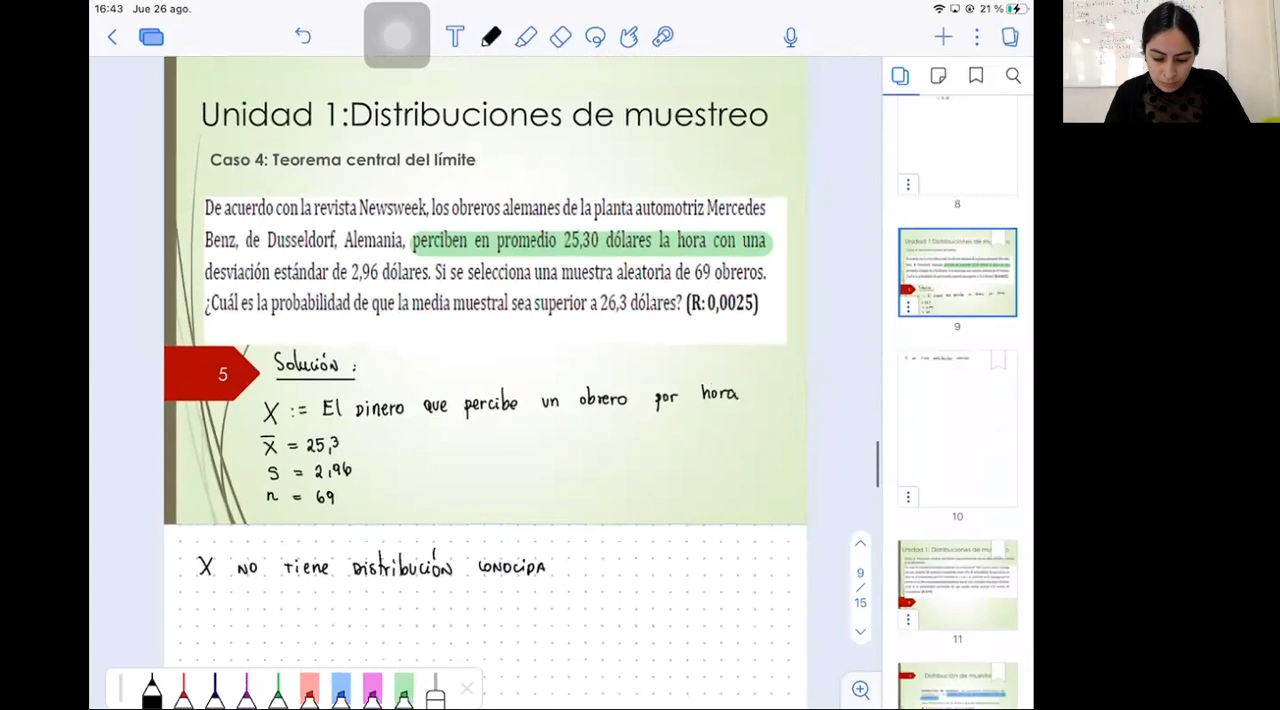 16:43 Jue 26 ago.
21 %
Unidad 1:Distribuciones de muestreo
Caso 4: Teorema central del límite
De acuerdo con la revista Newsweek, los obreros alemanes de la planta automotriz Mercedes
Benz, de Dusseldorf, Alemania, perciben en promedio 25,30 dólares la hora con una
desviación estándar de 2,96 dólares. Si se selecciona una muestra aleatoria de 69 obreros.
¿Cuál es la probabilidad de que la media muestral sea superior a 26,3 dólares? (R: 0,0025)
5
Solución :
X := El dinero que percibe un obrero por hora
X̅ = 25,3
S = 2,96
n = 69
X no tiene distribución conocida
9
/
15
8
9
10
11